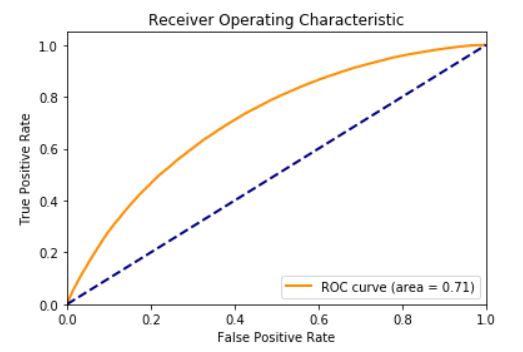 Receiver Operating Characteristic
1.0
0.8
0.6
0.4
0.2
0.0
True Positive Rate
ROC curve (area = 0.71)
0.0 0.2 0.4 0.6 0.8 1.0
False Positive Rate